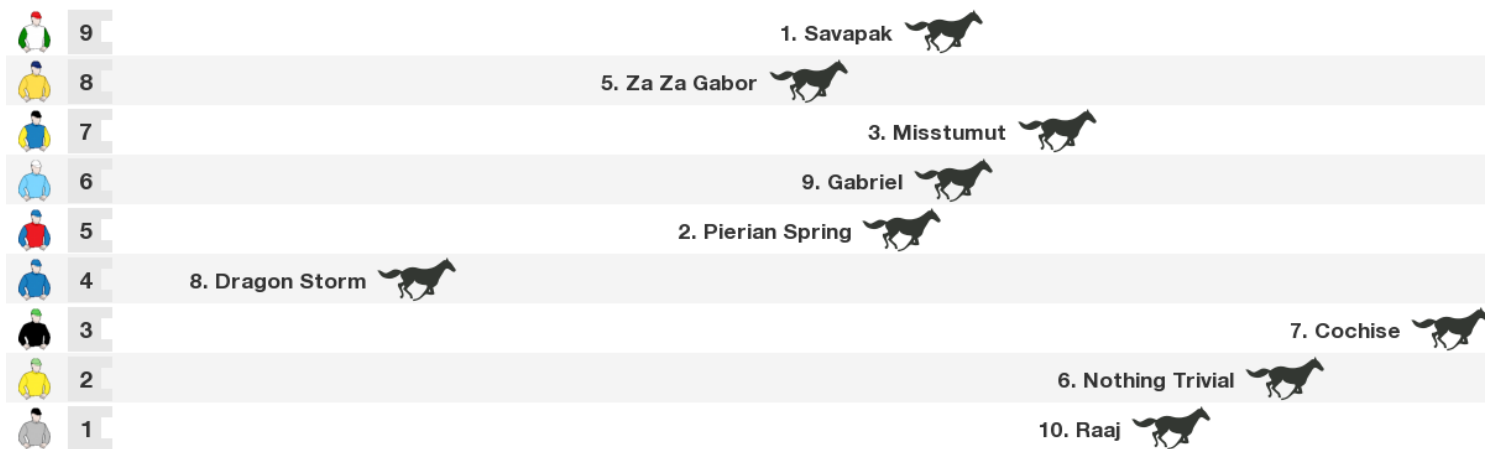 9 1. Savapak
8 5. Za Za Gabor
7 3. Misstumut
6 9. Gabriel
5 2. Pierian Spring
4 8. Dragon Storm
3 7. Cochise
2 6. Nothing Trivial
1 10. Raaj